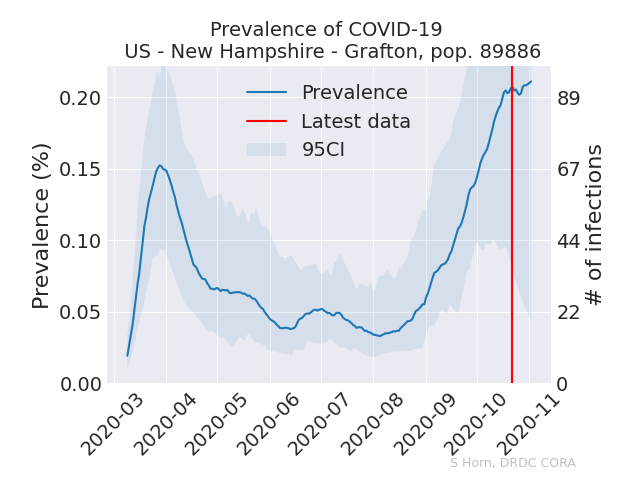 Prevalence of COVID-19
US - New Hampshire - Grafton, pop. 89886
Prevalence
Latest data
95CI
Prevalence (%)
0.20
0.15
0.10
0.05
0.00
89
67
44
22
0
# of infections
2020-03
2020-04
2020-05
2020-06
2020-07
2020-08
2020-09
2020-10
2020-11
S Horn, DRDC CORA